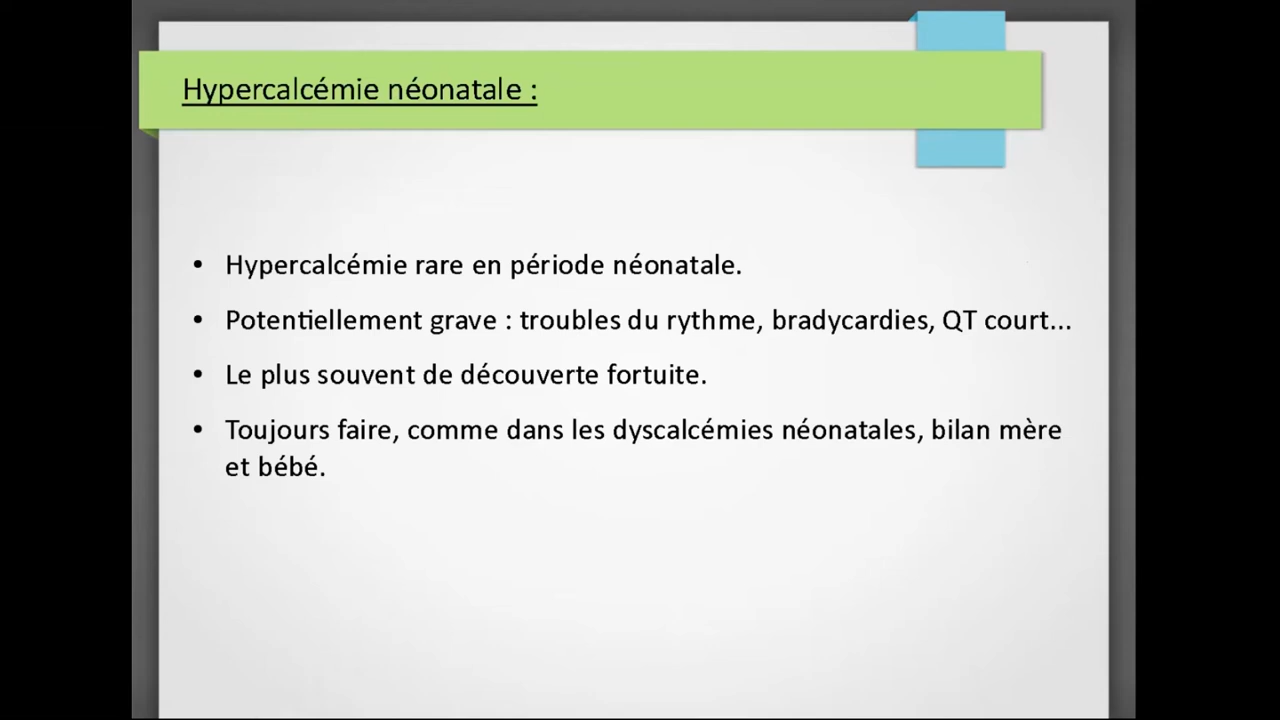 Hypercalcémie néonatale :
• Hypercalcémie rare en période néonatale.
• Potentiellement grave : troubles du rythme, bradycardies, QT court...
• Le plus souvent de découverte fortuite.
• Toujours faire, comme dans les dyscalcémies néonatales, bilan mère
et bébé.